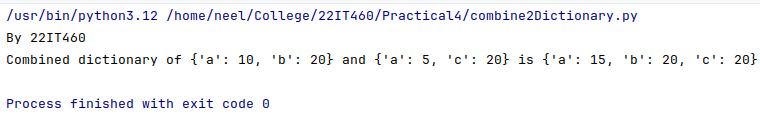 /usr/bin/python3.12 /home/neel/College/22IT460/Practical4/combine2Dictionary.py
By 22IT460
Combined dictionary of {'a': 10, 'b': 20} and {'a': 5, 'c': 20} is {'a': 15, 'b': 20, 'c': 20}
Process finished with exit code 0